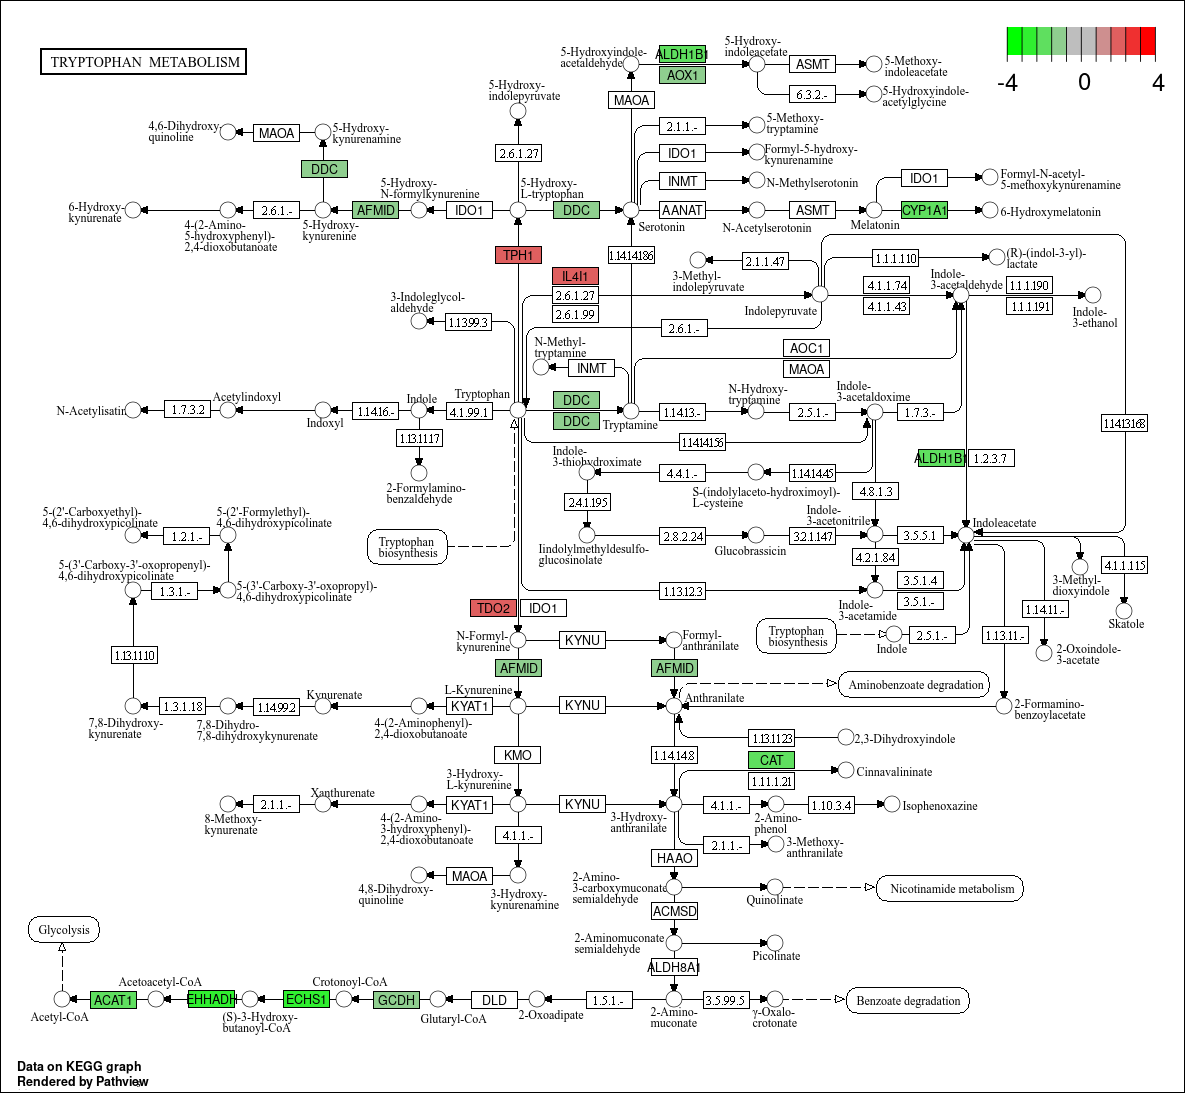 TRYPTOPHAN METABOLISM
-4 0 4
5-Hydroxyindole-
acetaldehyde
ALDH1B1
AOX1
5-Hydroxy-
indoleacetate
ASMT
5-Methoxy-
indoleacetate
6.3.2.-
5-Hydroxyindole-
acetylglycine
5-Hydroxy-
indolepyruvate
MAOA
2.1.1.-
5-Methoxy-
tryptamine
4,6-Dihydroxy-
quinoline
MAOA
5-Hydroxy-
kynurenamine
2.6.1.27
IDO1
Formyl-5-hydroxy-
kynurenamine
DDC
5-Hydroxy-
N-formylkynurenine
5-Hydroxy-
L-tryptophan
INMT
N-Methylserotonin
IDO1
Formyl-N-acetyl-
5-methoxykynurenamine
6-Hydroxy-
kynurenate
2.6.1.-
AFMID
IDO1
DDC
AANAT
ASMT
CYP1A1
6-Hydroxymelatonin
4-(2-Amino-
5-hydroxyphenyl)-
2,4-dioxobutanoate
5-Hydroxy-
kynurenine
Serotonin
N-Acetylserotonin
Melatonin
TPH1
1.14.14.186
2.1.1.47
1.1.1.110
(R)-(indol-3-yl)-
lactate
IL4I1
2.6.1.27
2.6.1.99
3-Methyl-
indolepyruvate
Indolepyruvate
4.1.1.74
4.1.1.43
Indole-
3-acetaldehyde
1.1.1.190
1.1.1.191
Indole-
3-ethanol
3-Indoleglycol-
aldehyde
1.13.99.3
2.6.1.-
N-Methyl-
tryptamine
INMT
AOC1
MAOA
N-Acetylisatin
1.7.3.2
Acetylindoxyl
Indoxyl
1.14.16.-
Indole
4.1.99.1
Tryptophan
DDC
DDC
Tryptamine
1.14.13.-
N-Hydroxy-
tryptamine
2.5.1.-
Indole-
3-acetaldoxime
1.7.3.-
1.13.11.17
11.4.14.156
11.4.13.168
2-Formylamino-
benzaldehyde
Indole-
3-thiohydroximate
4.4.1.-
1.14.14.45
ALDH1B1
1.2.3.7
S-(indolylaceto-hydroximoyl)-
L-cysteine
2.4.1.195
4.8.1.3
5-(2'-Carboxyethyl)-
4,6-dihydroxypicolinate
1.2.1.-
5-(2'-Formylethyl)-
4,6-dihydroxypicolinate
Tryptophan
biosynthesis
Iindolylmethyldesulfo-
glucosinolate
2.8.2.24
Glucobrassicin
3.2.1.147
Indole-
3-acetonitrile
3.5.5.1
Indoleacetate
5-(3'-Carboxy-3'-oxopropenyl)-
4,6-dihydroxypicolinate
1.3.1.-
5-(3'-Carboxy-3'-oxopropyl)-
4,6-dihydroxypicolinate
4.2.1.84
1.13.12.3
3.5.1.4
3.5.1.-
Indole-
3-acetamide
3-Methyl-
dioxyindole
4.1.1.115
Skatole
TDO2
IDO1
1.14.11.-
1.13.11.-
2-Oxoindole-
3-acetate
Tryptophan
biosynthesis
Indole
2.5.1.-
1.13.11.10
N-Formyl-
kynurenine
KYNU
Formyl-
anthranilate
AFMID
AFMID
Aminobenzoate degradation
7,8-Dihydroxy-
kynurenate
1.3.1.18
7,8-Dihydro-
7,8-dihydroxykynurenate
1.14.99.2
Kynurenate
4-(2-Aminophenyl)-
2,4-dioxobutanoate
KYAT1
L-Kynurenine
KYNU
Anthranilate
2-Formamino-
benzoylacetate
KMO
1.14.14.8
1.13.11.23
2,3-Dihydroxyindole
CAT
1.11.1.21
Cinnavalininate
8-Methoxy-
kynurenate
2.1.1.-
Xanthurenate
4-(2-Amino-
3-hydroxyphenyl)-
2,4-dioxobutanoate
KYAT1
3-Hydroxy-
L-kynurenine
KYNU
3-Hydroxy-
anthranilate
4.1.1.-
2-Amino-
phenol
1.10.3.4
Isophenoxazine
4.1.1.-
2.1.1.-
3-Methoxy-
anthranilate
HAAO
4,8-Dihydroxy-
quinoline
MAOA
3-Hydroxy-
kynurenamine
2-Amino-
3-carboxymuconate
semialdehyde
Quinolinate
Nicotinamide metabolism
ACMSD
Glycolysis
2-Aminomuconate
semialdehyde
Picolinate
ALDH8A1
Acetyl-CoA
ACAT1
Acetoacetyl-CoA
EHHADH
(S)-3-Hydroxy-
butanoyl-CoA
ECHS1
Crotonoyl-CoA
GCDH
Glutaryl-CoA
DLD
2-Oxoadipate
1.5.1.-
2-Amino-
muconate
3.5.99.5
γ-Oxalo-
crotonate
Benzoate degradation
Data on KEGG graph
Rendered by Pathview